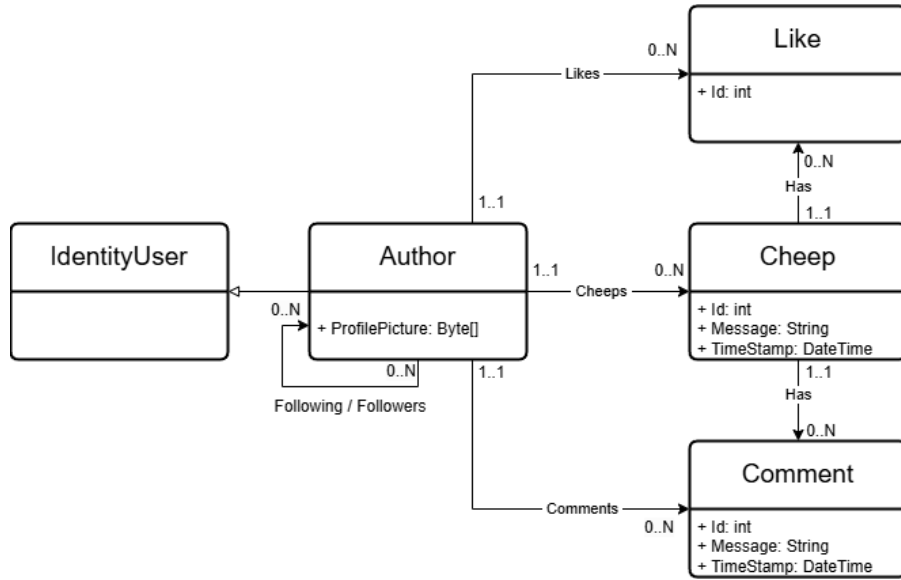 Like
0..N
Likes
+ Id: int
0..N
Has
1..1
1..1
IdentityUser
Author
Cheep
1..1
0..N
Cheeps
0..N
+ ProfilePicture: Byte[]
+ Id: int
+ Message: String
+ TimeStamp: DateTime
0..N
1..1
1..1
Has
Following / Followers
0..N
Comment
Comments
0..N
+ Id: int
+ Message: String
+ TimeStamp: DateTime